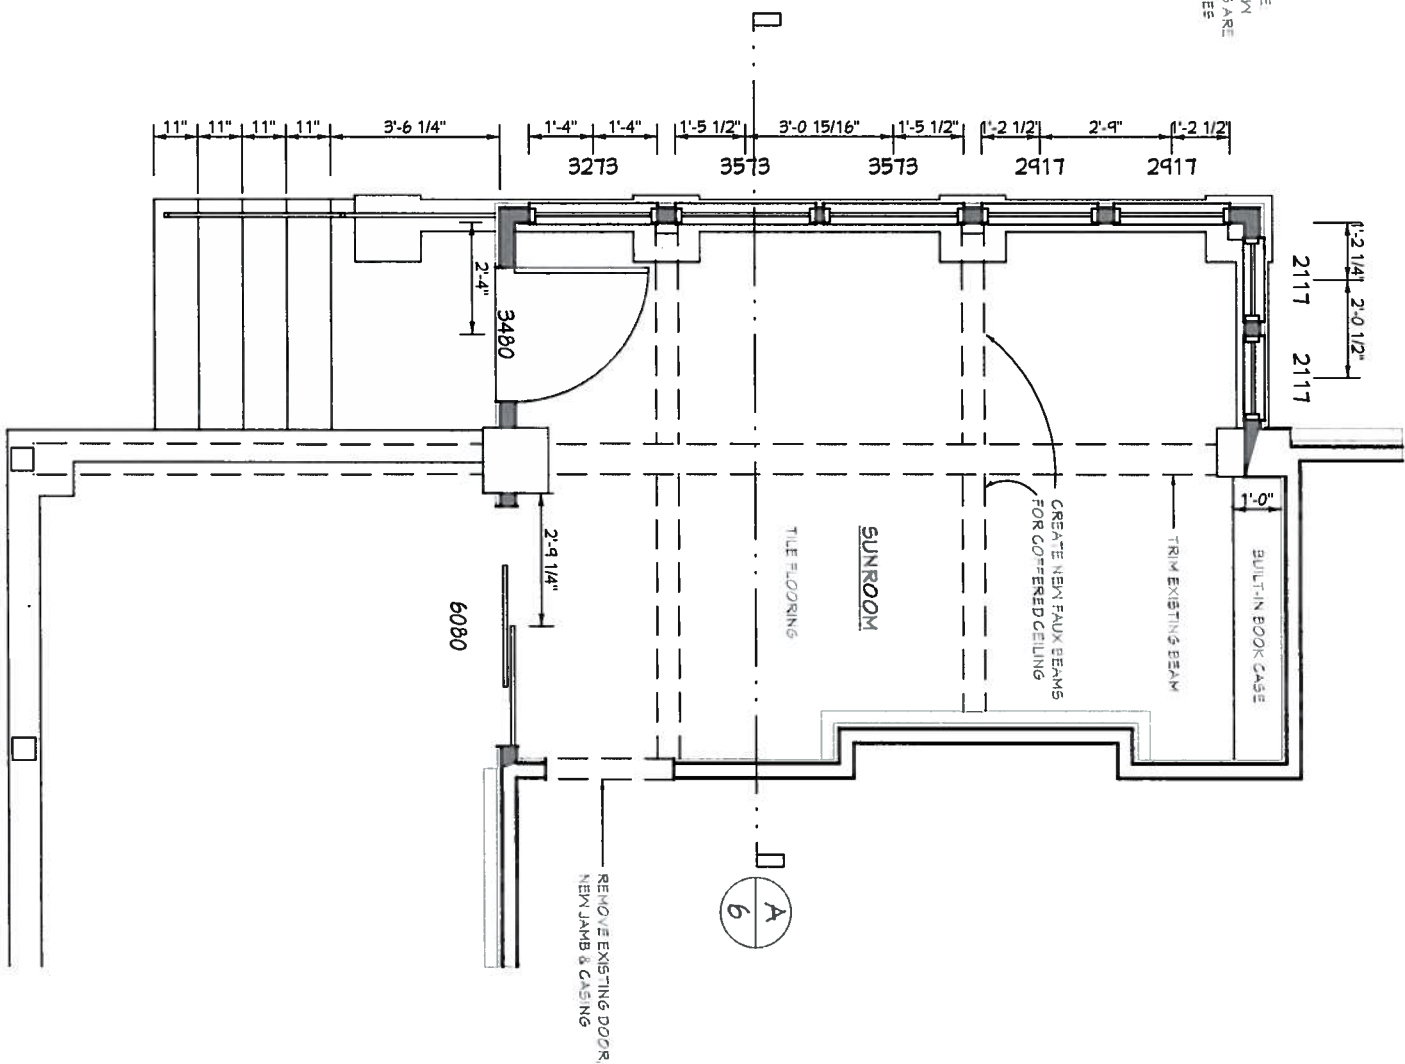 11"
11"
11"
11"
3'-6 1/4"
1'-4"
1'-4"
1'-5 1/2"
3'-0 15/16"
1'-5 1/2"
1'-2 1/2"
2'-9"
1'-2 1/2"
3273
3573
3573
2917
2917
1'-2 1/4"
2'-0 1/2"
2117
2117
2'-4"
3480
2'-9 1/4"
6080
1'-0"
BUILT-IN BOOK CASE
TRIM EXISTING BEAM
CREATE NEW FAUX BEAMS
FOR COFFERED CEILING
SUNROOM
TILE FLOORING
REMOVE EXISTING DOOR,
NEW JAMB & CASING
A
6
ARE